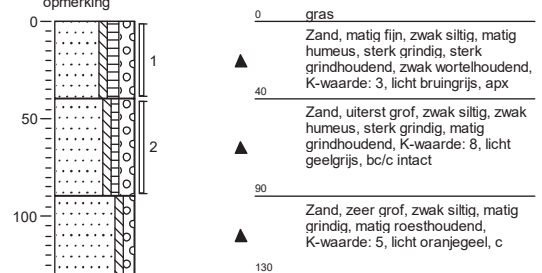 opmerking
0
50
100
1
2
0 gras
Zand, matig fijn, zwak siltig, matig
humeus, sterk grindig, sterk
grindhoudend, zwak wortelhoudend,
K-waarde: 3, licht bruingrijs, apx
40
Zand, uiterst grof, zwak siltig, zwak
humeus, sterk grindig, matig
grindhoudend, K-waarde: 8, licht
geelgrijs, bc/c intact
90
Zand, zeer grof, zwak siltig, matig
grindig, matig roesthoudend,
K-waarde: 5, licht oranjegeel, c
130